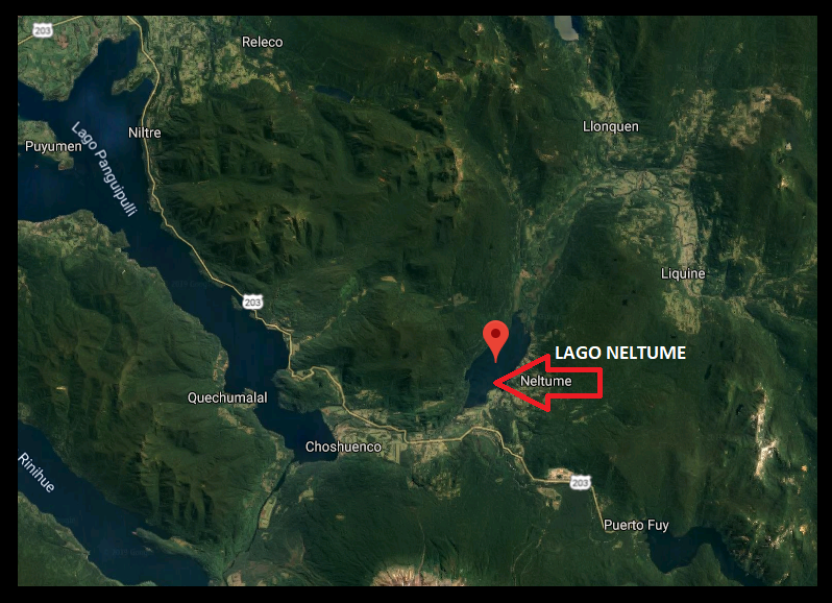 203
Releco
Niltre
Llonquen
Puyumen
Lago Panguipulli
Liquine
203
LAGO NELTUME
Neltume
Quechumalal
Choshuenco
Rinihue
203
Puerto Fuy